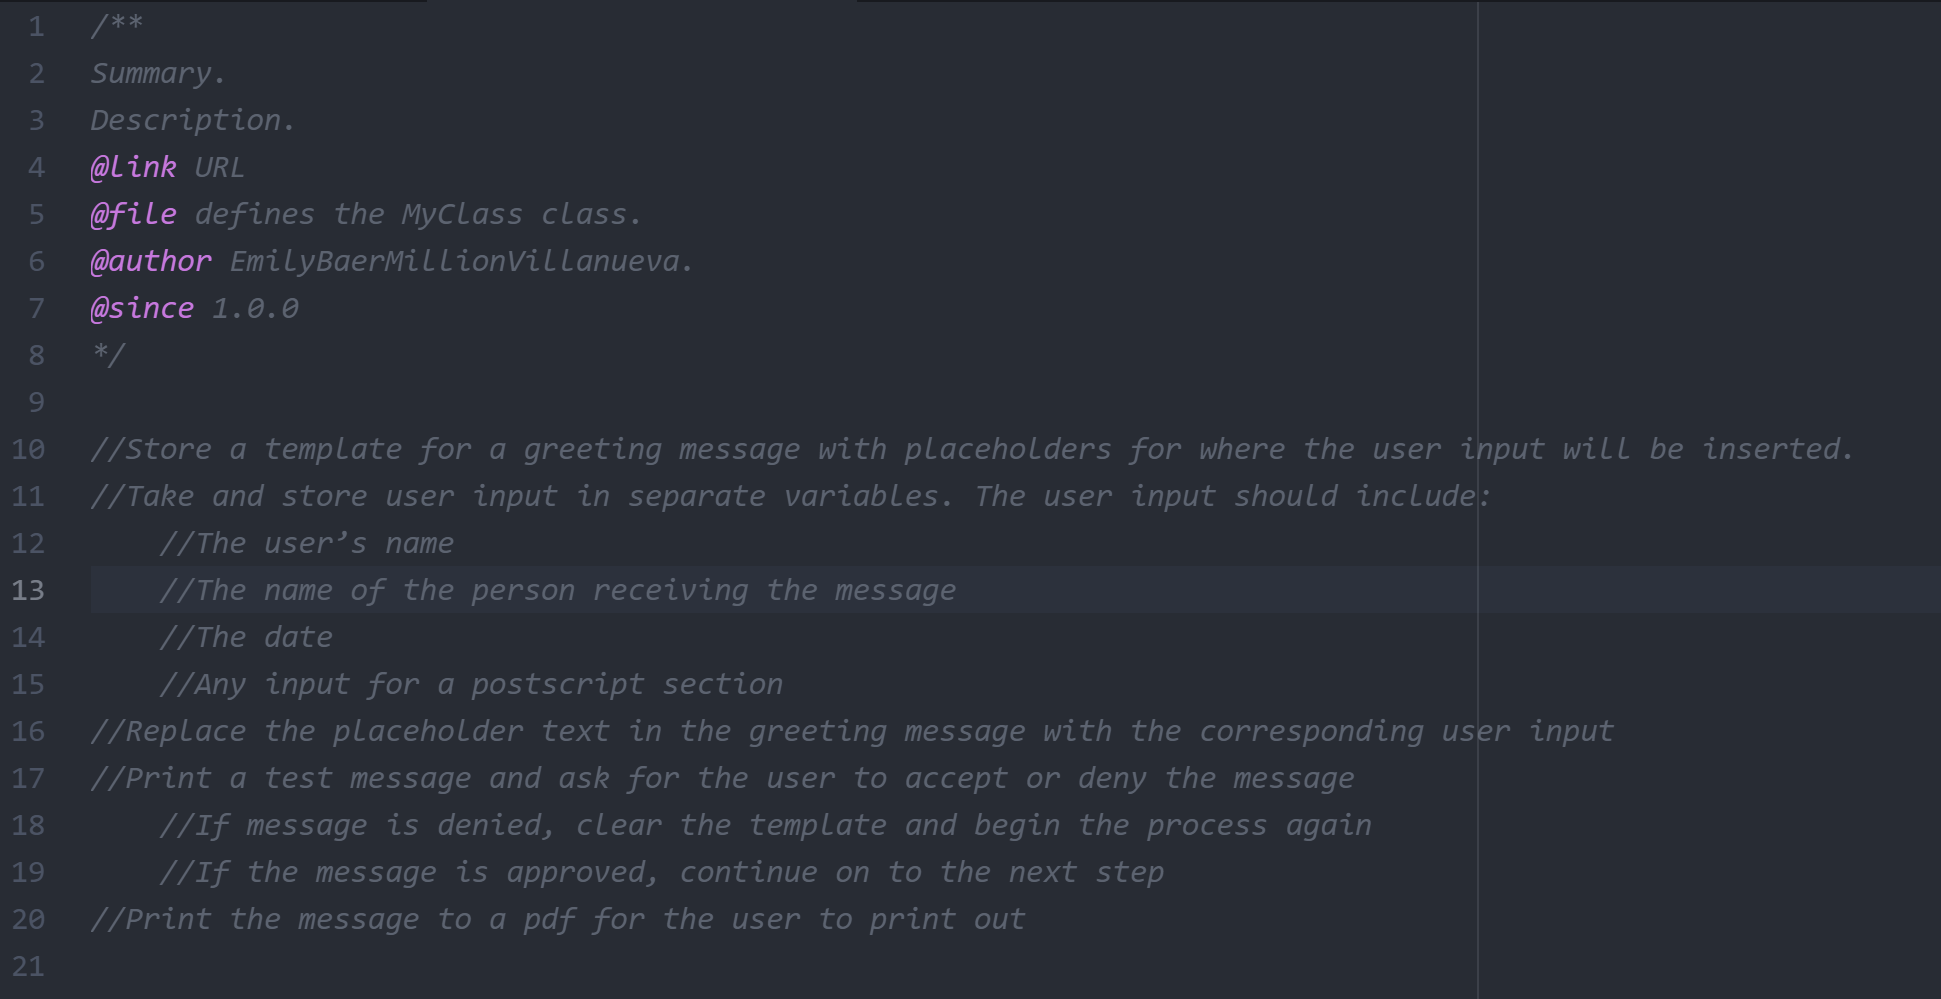 1 /**
2 Summary.
3 Description.
4 @link URL
5 @file defines the MyClass class.
6 @author EmilyBaerMillionVillanueva.
7 @since 1.0.0
8 */
9
10 //Store a template for a greeting message with placeholders for where the user input will be inserted.
11 //Take and store user input in separate variables. The user input should include:
12     //The user’s name
13     //The name of the person receiving the message
14     //The date
15     //Any input for a postscript section
16 //Replace the placeholder text in the greeting message with the corresponding user input
17 //Print a test message and ask for the user to accept or deny the message
18     //If message is denied, clear the template and begin the process again
19     //If the message is approved, continue on to the next step
20 //Print the message to a pdf for the user to print out
21